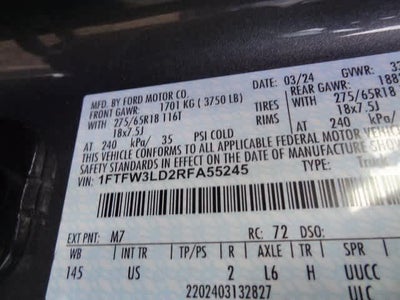 MFD. BY FORD MOTOR CO.
03/24 GVWR:
FRONT GAWR: 1701 KG ( 3750 LB)
REAR GAWR:
WITH 275/65R18 116T TIRES 275/65R18
18x7.5J RIMS 18x7.5J
AT 240 kPa/ 35 PSI COLD AT 240
THIS VEHICLE CONFORMS TO ALL APPLICABLE FEDERAL MOTOR VEHICLE
SAFETY STANDARDS IN EFFECT ON THE DATE OF MANUFACTURE SHOWN
VIN: 1FTFW3LD2RFA55245
TYPE: Truck
EXT PNT: M7 RC: 72 DSO:
WB INT TR TP/PS R AXLE TR SPR
145 US 2 L6 H UUCC
2202403132827 ULC